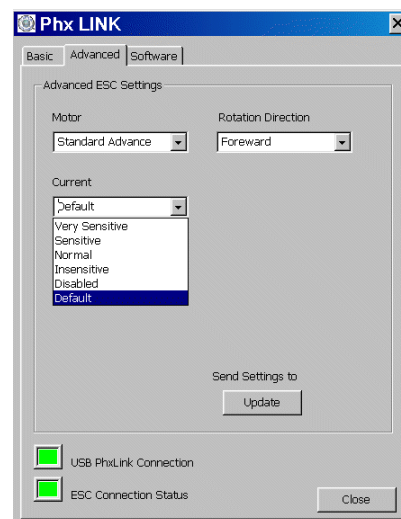 Phx LINK
Basic Advanced Software
Advanced ESC Settings
Motor Rotation Direction
Standard Advance Foreward
Current
Default
Very Sensitive
Sensitive
Normal
Insensitive
Disabled
Default
Send Settings to
Update
USB PhxLink Connection
ESC Connection Status
Close